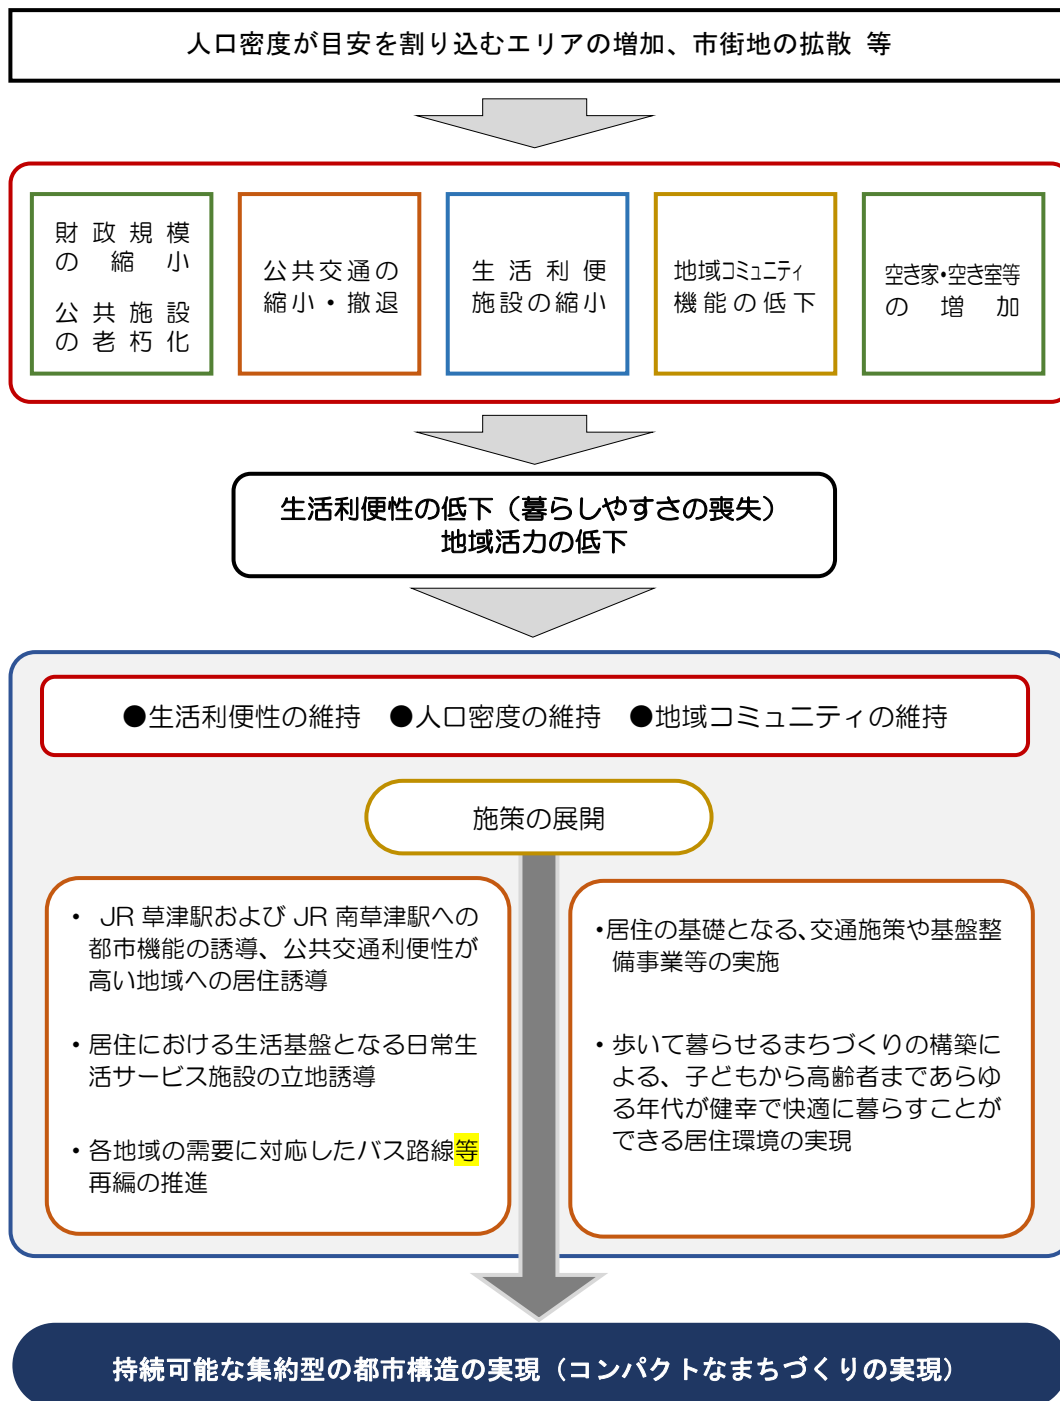 人口密度が目安を割り込むエリアの増加、市街地の拡散 等
財政規模
の縮小
公共施設
の老朽化
公共交通の
縮小・撤退
生活利便
施設の縮小
地域コミュニティ
機能の低下
空き家・空き室等
の増加
生活利便性の低下（暮らしやすさの喪失）
地域活力の低下
●生活利便性の維持 ●人口密度の維持 ●地域コミュニティの維持
施策の展開
・ JR 草津駅および JR 南草津駅への
都市機能の誘導、公共交通利便性が
高い地域への居住誘導
・居住における生活基盤となる日常生
活サービス施設の立地誘導
・各地域の需要に対応したバス路線等
再編の推進
・居住の基礎となる、交通施策や基盤整
備事業等の実施
・歩いて暮らせるまちづくりの構築に
よる、子どもから高齢者まであらゆ
る年代が健幸で快適に暮らすことが
できる居住環境の実現
持続可能な集約型の都市構造の実現（コンパクトなまちづくりの実現）